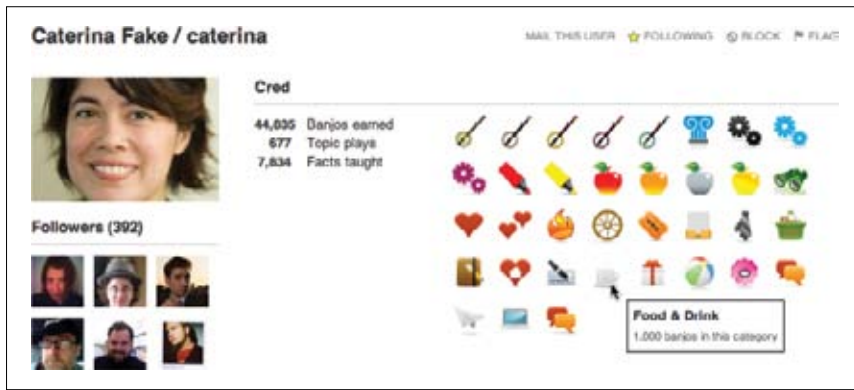 Caterina Fake / caterina
MAIL THIS USER FOLLOWING BLOCK FLAG
Cred
44,035 Banjos earned
677 Topic plays
7,834 Facts taught
Followers (392)
Food & Drink
1,000 banjos in this category